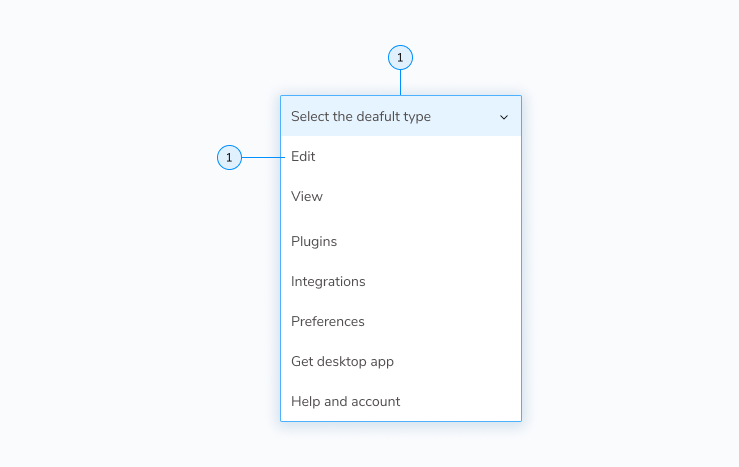 1
Select the deafult type
1
Edit
View
Plugins
Integrations
Preferences
Get desktop app
Help and account